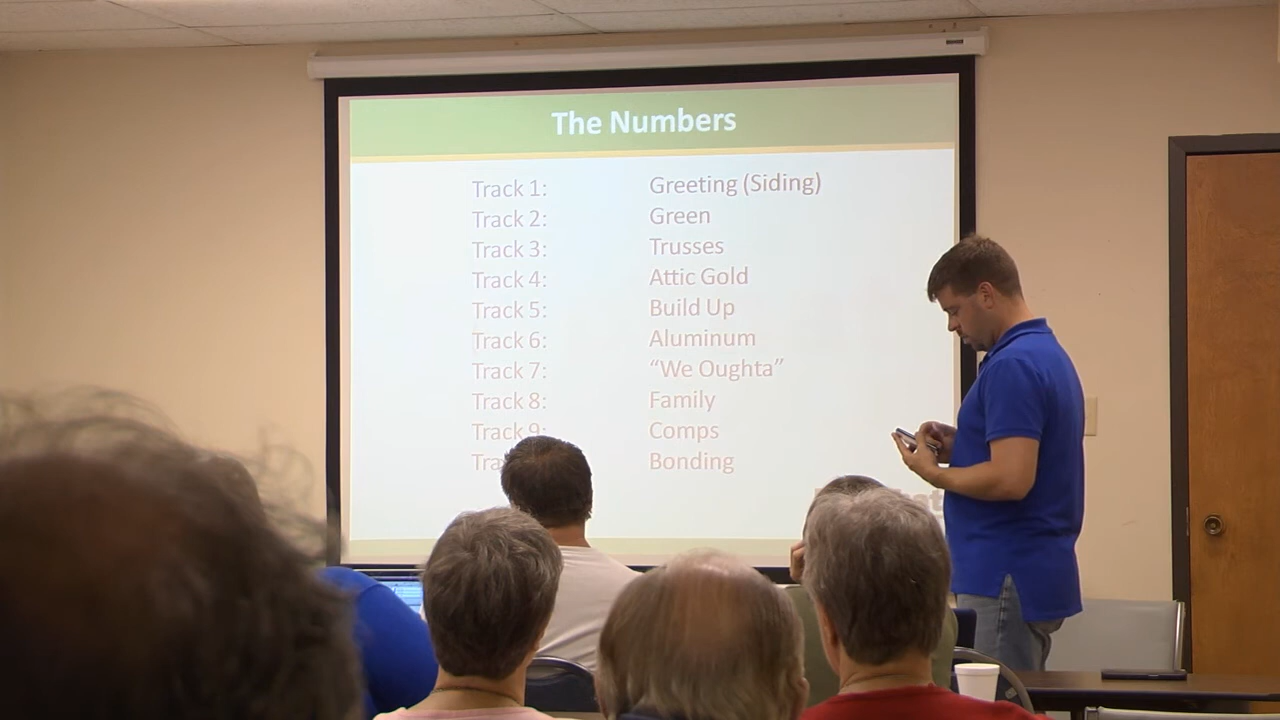 The Numbers
Track 1: Greeting (Siding)
Track 2: Green
Track 3: Trusses
Track 4: Attic Gold
Track 5: Build Up
Track 6: Aluminum
Track 7: “We Oughta”
Track 8: Family
Track 9: Comps
Bonding